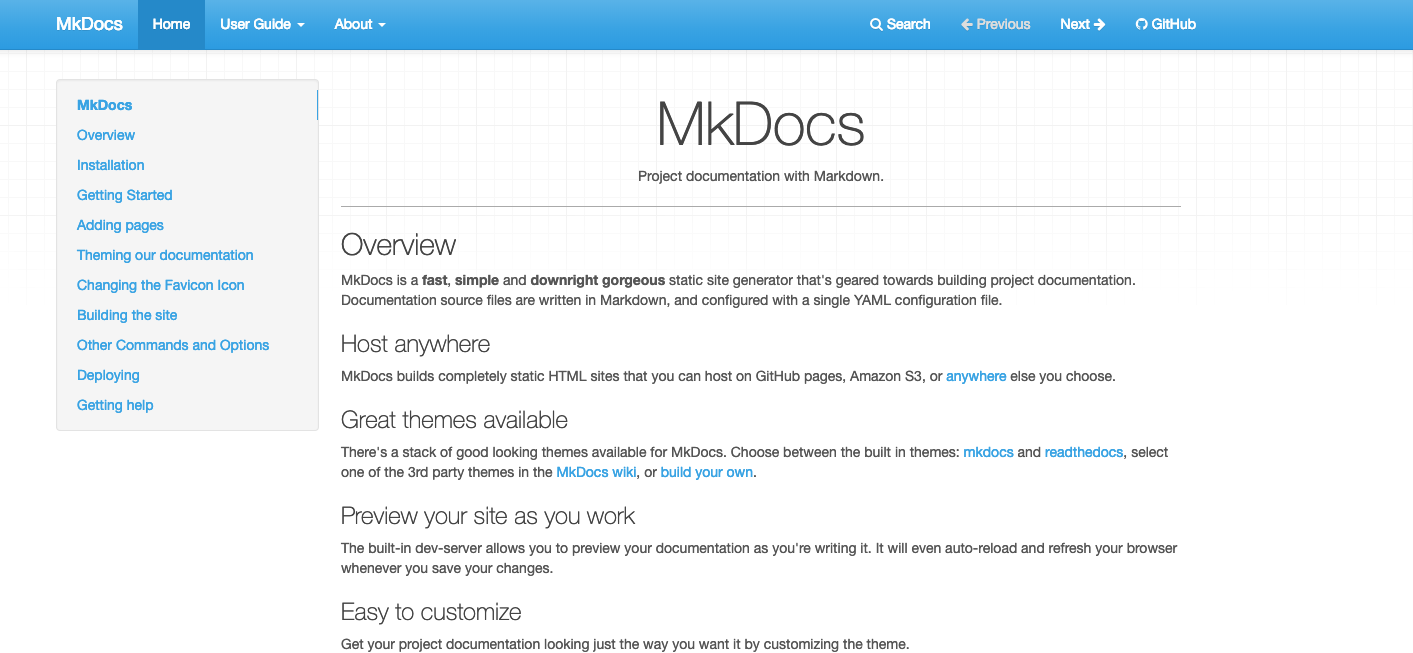 MkDocs Home User Guide About Search Previous Next GitHub
MkDocs
Overview
Installation
Getting Started
Adding pages
Theming our documentation
Changing the Favicon Icon
Building the site
Other Commands and Options
Deploying
Getting help
MkDocs
Project documentation with Markdown.
Overview
MkDocs is a fast, simple and downright gorgeous static site generator that's geared towards building project documentation.
Documentation source files are written in Markdown, and configured with a single YAML configuration file.
Host anywhere
MkDocs builds completely static HTML sites that you can host on GitHub pages, Amazon S3, or anywhere else you choose.
Great themes available
There's a stack of good looking themes available for MkDocs. Choose between the built in themes: mkdocs and readthedocs, select
one of the 3rd party themes in the MkDocs wiki, or build your own.
Preview your site as you work
The built-in dev-server allows you to preview your documentation as you're writing it. It will even auto-reload and refresh your browser
whenever you save your changes.
Easy to customize
Get your project documentation looking just the way you want it by customizing the theme.